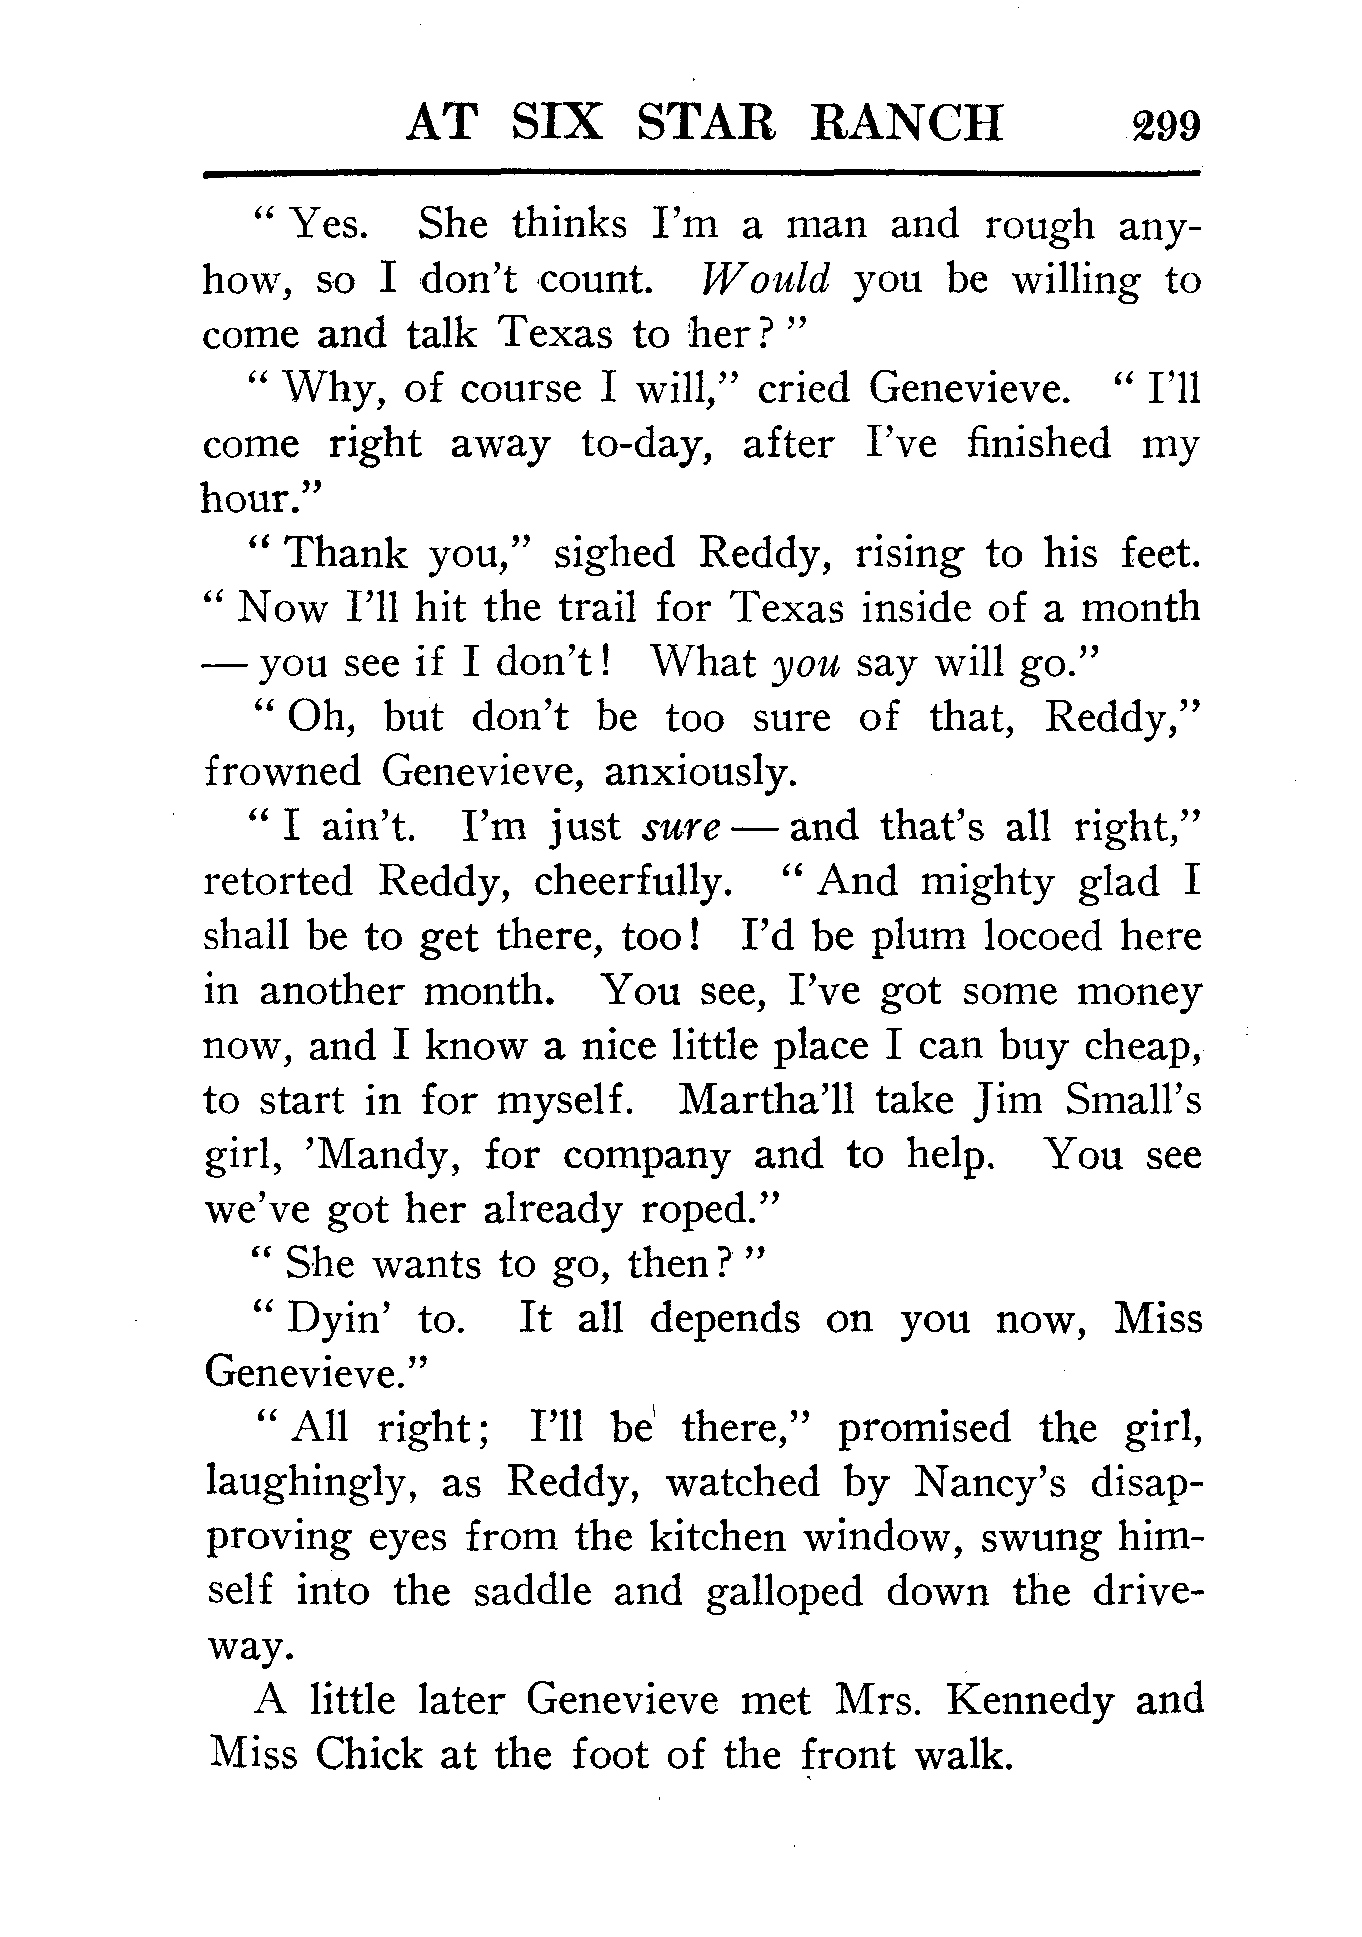 AT SIX STAR RANCH 299
" Yes. She thinks I'm a man and rough any-
how, so I don't count. Would you be willing to
come and talk Texas to her? "
" Why, of course I will," cried Genevieve. " I'll
come right away to-day, after I've finished my
hour."
" Thank you," sighed Reddy, rising to his feet.
" Now I'll hit the trail for Texas inside of a month
— you see if I don't! What you say will go."
" Oh, but don't be too sure of that, Reddy,"
frowned Genevieve, anxiously.
" I ain't. I'm just sure — and that's all right,"
retorted Reddy, cheerfully. " And mighty glad I
shall be to get there, too! I'd be plum locoed here
in another month. You see, I've got some money
now, and I know a nice little place I can buy cheap,
to start in for myself. Martha'll take Jim Small's
girl, 'Mandy, for company and to help. You see
we've got her already roped."
" She wants to go, then? "
" Dyin' to. It all depends on you now, Miss
Genevieve."
" All right; I'll be there," promised the girl,
laughingly, as Reddy, watched by Nancy's disap-
proving eyes from the kitchen window, swung him-
self into the saddle and galloped down the drive-
way.
A little later Genevieve met Mrs. Kennedy and
Miss Chick at the foot of the front walk.